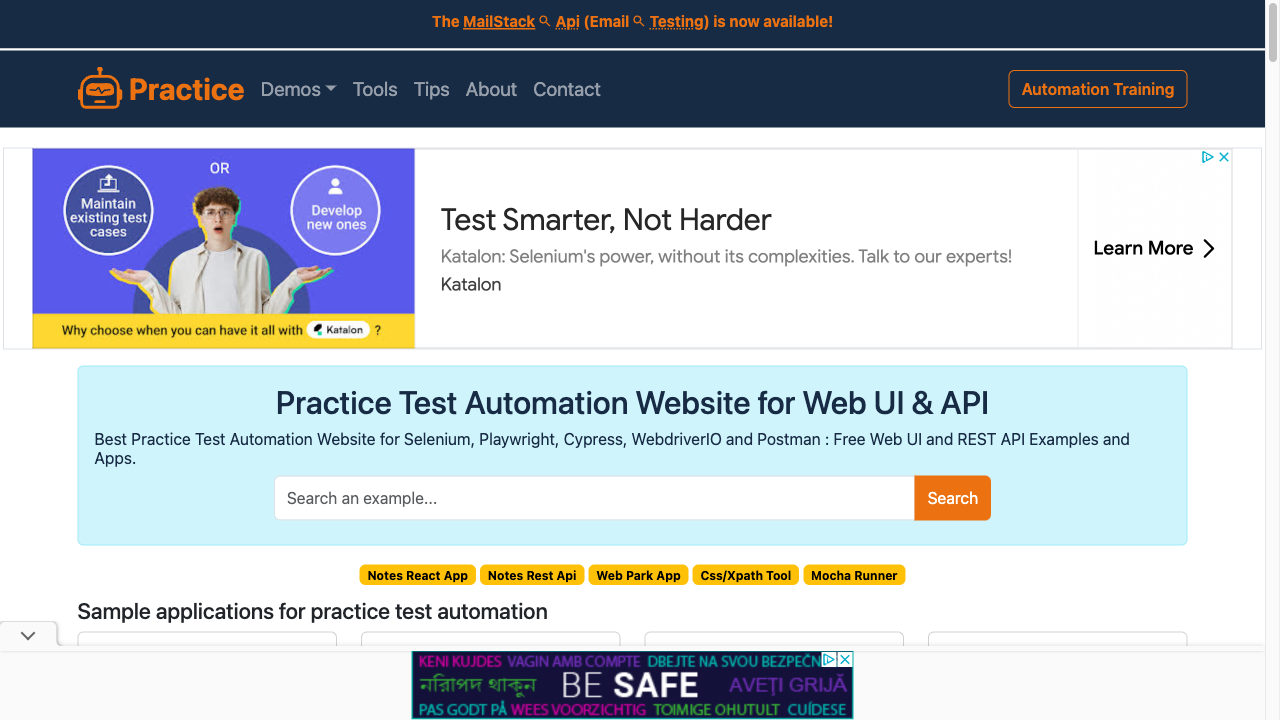 The MailStack Api (Email Testing) is now available!
Practice Demos Tools Tips About Contact Automation Training
OR
Maintain existing test cases
Develop new ones
Why choose when you can have it all with Katalon ?
Test Smarter, Not Harder
Katalon: Selenium's power, without its complexities. Talk to our experts!
Katalon
Learn More
Practice Test Automation Website for Web UI & API
Best Practice Test Automation Website for Selenium, Playwright, Cypress, WebdriverIO and Postman : Free Web UI and REST API Examples and
Apps.
Search an example... Search
Notes React App Notes Rest Api Web Park App Css/Xpath Tool Mocha Runner
Sample applications for practice test automation
KENI KUJDES VAGIN AMB COMPTE DBEJTE NA SVOU BEZPEČN
নিরাপদ থাকুন BE SAFE AVEȚI GRIJĂ
PAS GODT PÅ WEES VOORZICHTIG TOIMIGE OHUTULT CUÍDESE